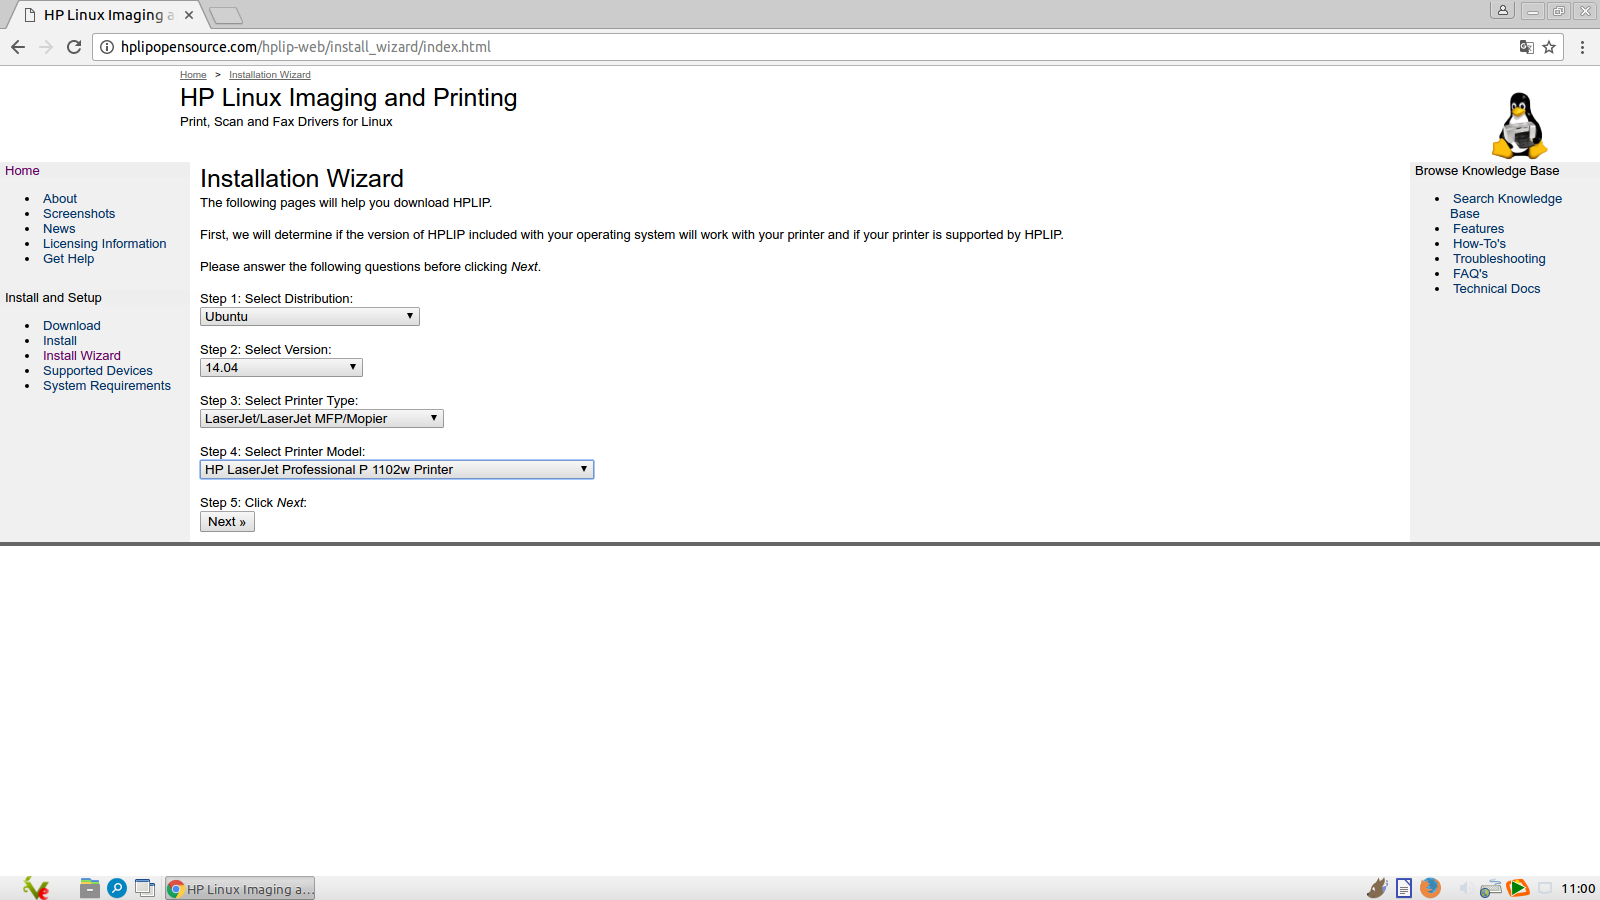 HP Linux Imaging a
hplipopensource.com/hplip-web/install_wizard/index.html
Home > Installation Wizard
HP Linux Imaging and Printing
Print, Scan and Fax Drivers for Linux
Home
About
Screenshots
News
Licensing Information
Get Help
Install and Setup
Download
Install
Install Wizard
Supported Devices
System Requirements
Installation Wizard
The following pages will help you download HPLIP.
First, we will determine if the version of HPLIP included with your operating system will work with your printer and if your printer is supported by HPLIP.
Please answer the following questions before clicking Next.
Step 1: Select Distribution:
Ubuntu
Step 2: Select Version:
14.04
Step 3: Select Printer Type:
LaserJet/LaserJet MFP/Mopier
Step 4: Select Printer Model:
HP LaserJet Professional P 1102w Printer
Step 5: Click Next:
Next »
Browse Knowledge Base
Search Knowledge
Base
Features
How-To's
Troubleshooting
FAQ's
Technical Docs
HP Linux Imaging a...
11:00